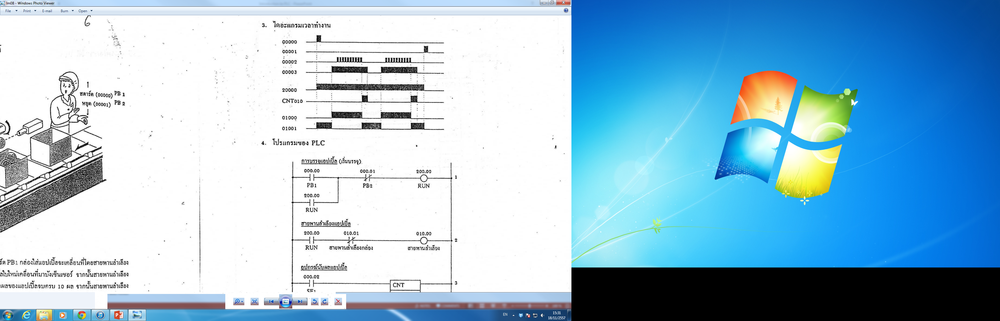 Im08 - Windows Photo Viewer
File Print E-mail Burn Open
6
สตาร์ต (00000) PB 1
หยุด (00001) PB 2
ร์ต PB1 กล่องใส่แอปเปิ้ลจะเคลื่อนที่โดยสายพานลำเลียง
ลใบใหม่เคลื่อนที่มาบังเซ็นเซอร์ จากนั้นสายพานลำเลียง
ผลของแอปเปิ้ลจนครบ 10 ผล จากนั้นสายพานลำเลียง
3. ไดอะแกรมเวลาทำงาน
00000
00001
00002
00003
20000
CNT010
01000
01001
4. โปรแกรมของ PLC
การบรรจุแอปเปิ้ล (เริ่มบรรจุ)
000.00 000.01 200.00
1
PB1 PB2 RUN
200.00
RUN
สายพานลำเลียงแอปเปิ้ล
200.00 010.01 010.00
2
RUN สายพานลำเลียงกล่อง สายพานลำเลียง
อุปกรณ์นับผลแอปเปิ้ล
000.02
CNT 3
SE1
EN
15:31
18/11/2557